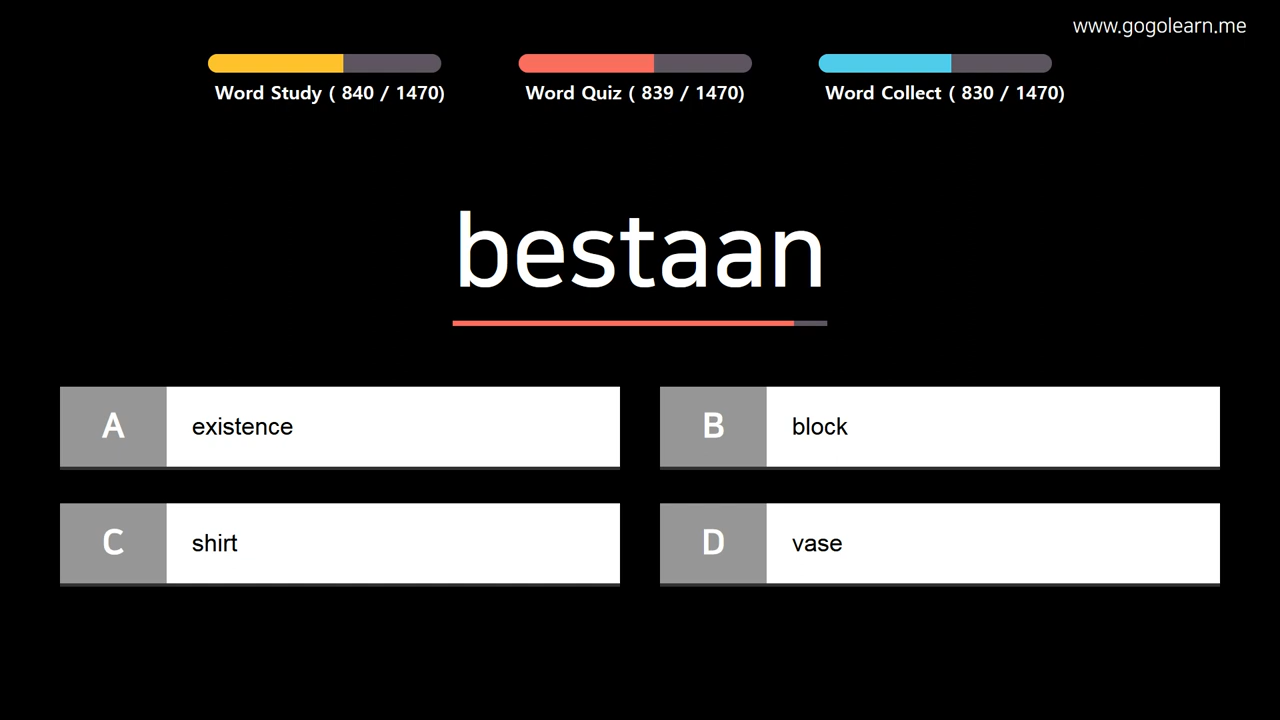 www.gogolearn.me
Word Study ( 840 / 1470)
Word Quiz ( 839 / 1470)
Word Collect ( 830 / 1470)
bestaan
A existence
B block
C shirt
D vase